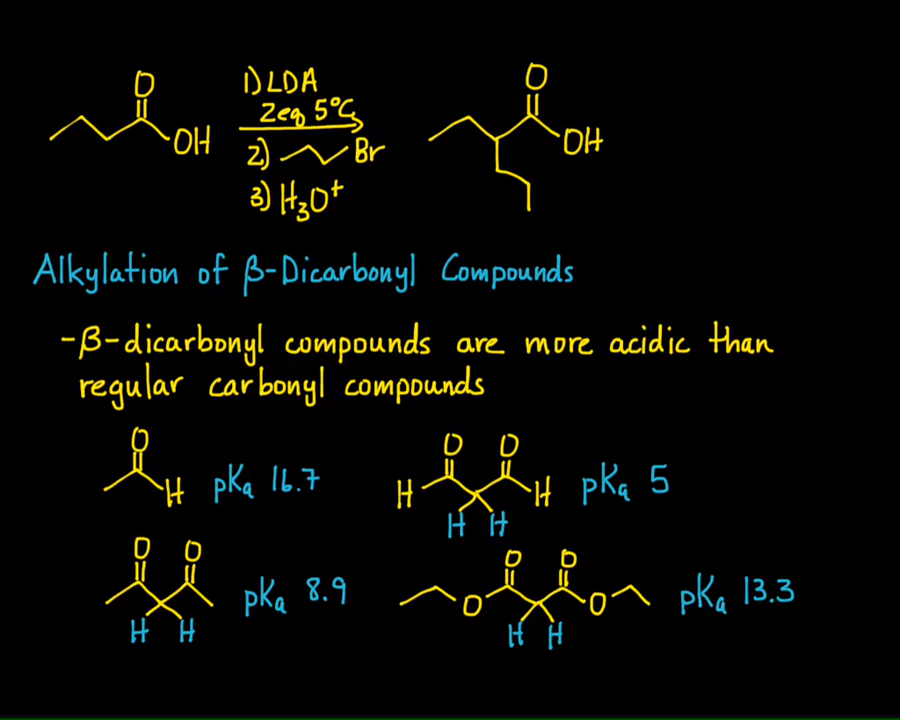 O
OH
1) LDA
2eq 5°C
2) Br
3) H₃O⁺
O
OH
Alkylation of β-Dicarbonyl Compounds
-β-dicarbonyl compounds are more acidic than
regular carbonyl compounds
O
H
pKa 16.7
O O
H H
H H
pKa 5
O O
H H
pKa 8.9
O O
O O
H H
pKa 13.3